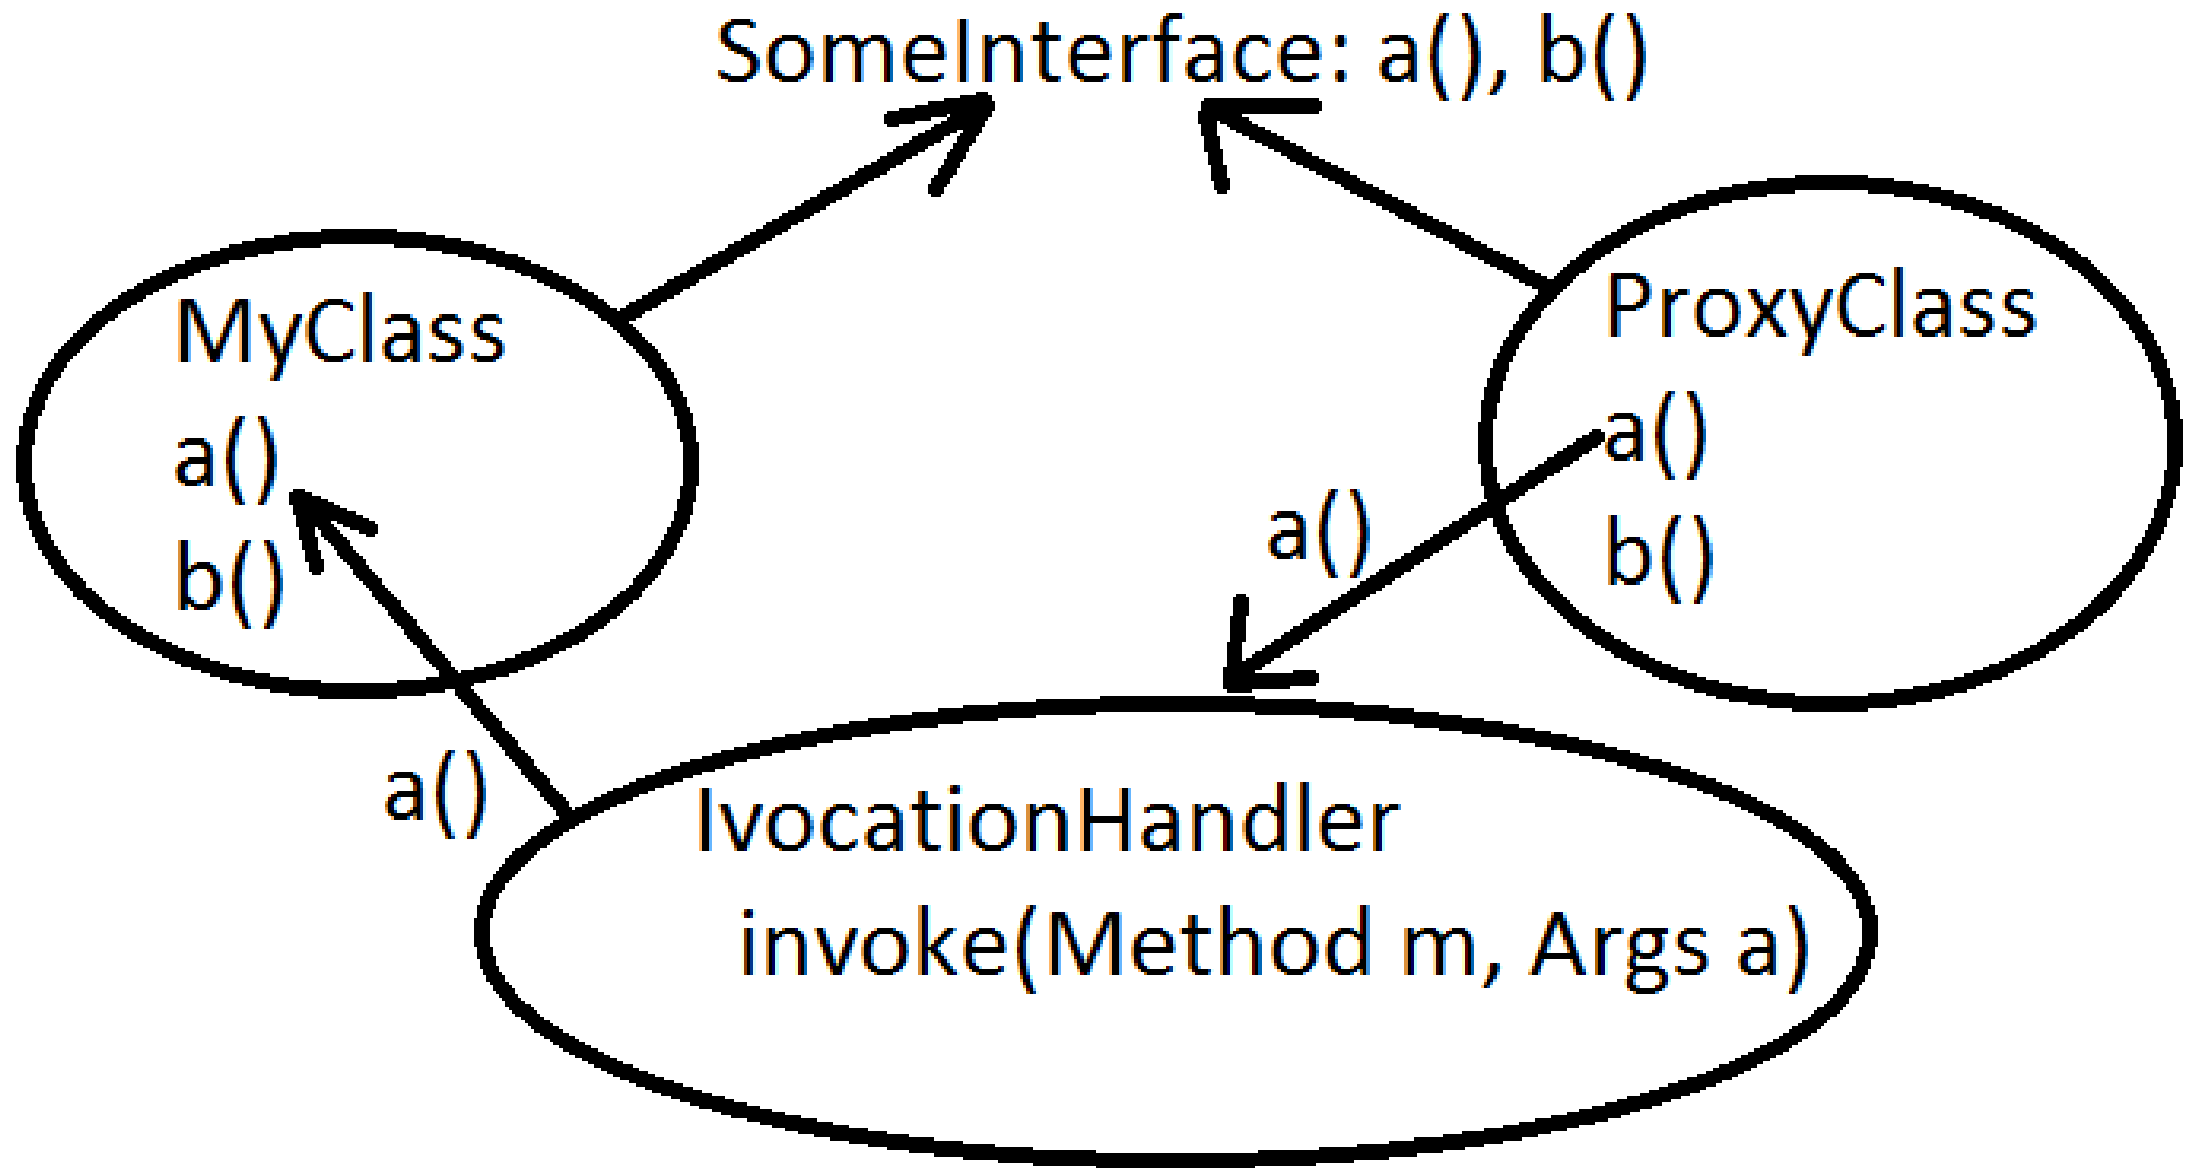 SomeInterface: a(), b()
MyClass
a()
b()
ProxyClass
a()
b()
a()
a()
IvocationHandler
invoke(Method m, Args a)